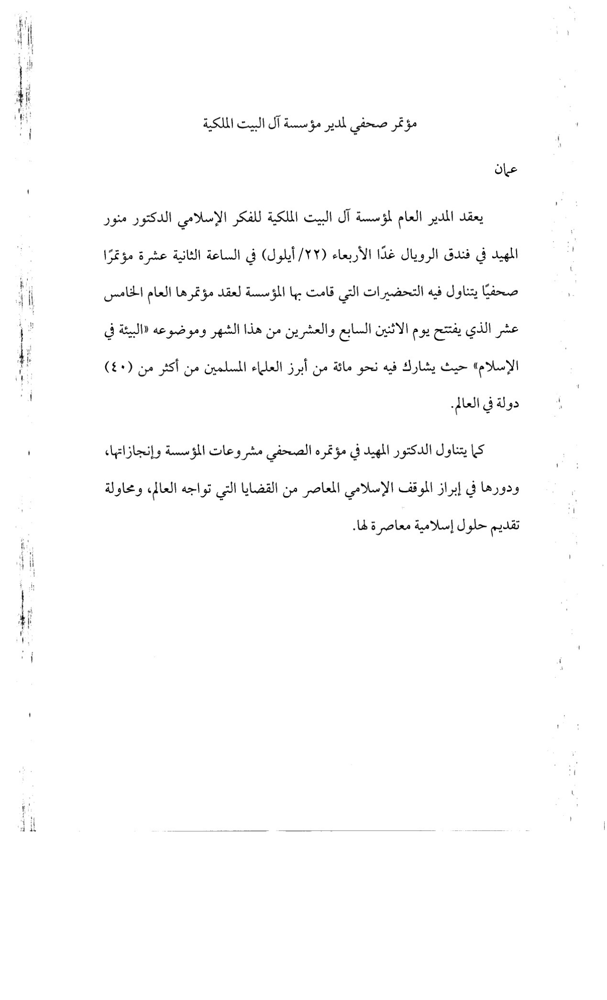 مؤتمر صحفي لمدير مؤسسة آل البيت الملكية
عمان
يعقد المدير العام لمؤسسة آل البيت الملكية للفكر الإسلامي الدكتور منور
المهيد في فندق الرويال غدًا الأربعاء (٢٢/ أيلول) في الساعة الثانية عشرة مؤتمرًا
صحفيًا يتناول فيه التحضيرات التي قامت بها المؤسسة لعقد مؤتمرها العام الخامس
عشر الذي يفتتح يوم الاثنين السابع والعشرين من هذا الشهر وموضوعه «البيئة في
الإسلام» حيث يشارك فيه نحو مائة من أبرز العلماء المسلمين من أكثر من (٤٠)
دولة في العالم.
كما يتناول الدكتور المهيد في مؤتمره الصحفي مشروعات المؤسسة وإنجازاتها،
ودورها في إبراز الموقف الإسلامي المعاصر من القضايا التي تواجه العالم، ومحاولة
تقديم حلول إسلامية معاصرة لها.